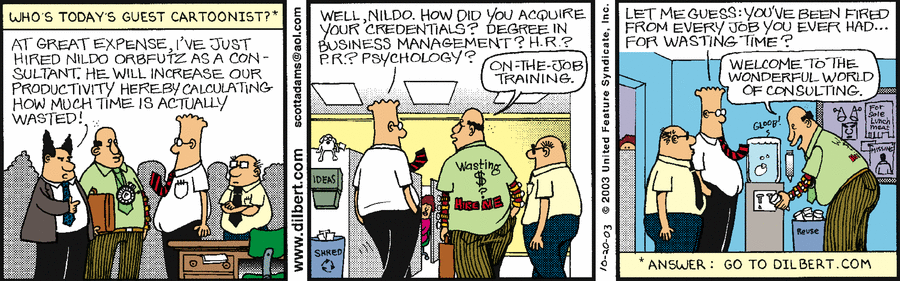 WHO'S TODAY'S GUEST CARTOONIST?*
AT GREAT EXPENSE, I'VE JUST
HIRED NILDO ORBFUTZ AS A CON-
SULTANT. HE WILL INCREASE OUR
PRODUCTIVITY HEREBY CALCULATING
HOW MUCH TIME IS ACTUALLY
WASTED!
scottadams@aol.com
www.dilbert.com
WELL, NILDO. HOW DID YOU ACQUIRE
YOUR CREDENTIALS? DEGREE IN
BUSINESS MANAGEMENT? H.R.?
P.R.? PSYCHOLOGY?
ON-THE-JOB
TRAINING.
IDEAS
SHRED
Wasting
$?
HIRE ME
10-20-03 © 2003 United Feature Syndicate, Inc.
LET ME GUESS: YOU'VE BEEN FIRED
FROM EVERY JOB YOU EVER HAD...
FOR WASTING TIME?
WELCOME TO THE
WONDERFUL WORLD
OF CONSULTING.
GLOOB!
For
Sale
Lunch
meat
MISSING
Reuse
*ANSWER: GO TO DILBERT.COM